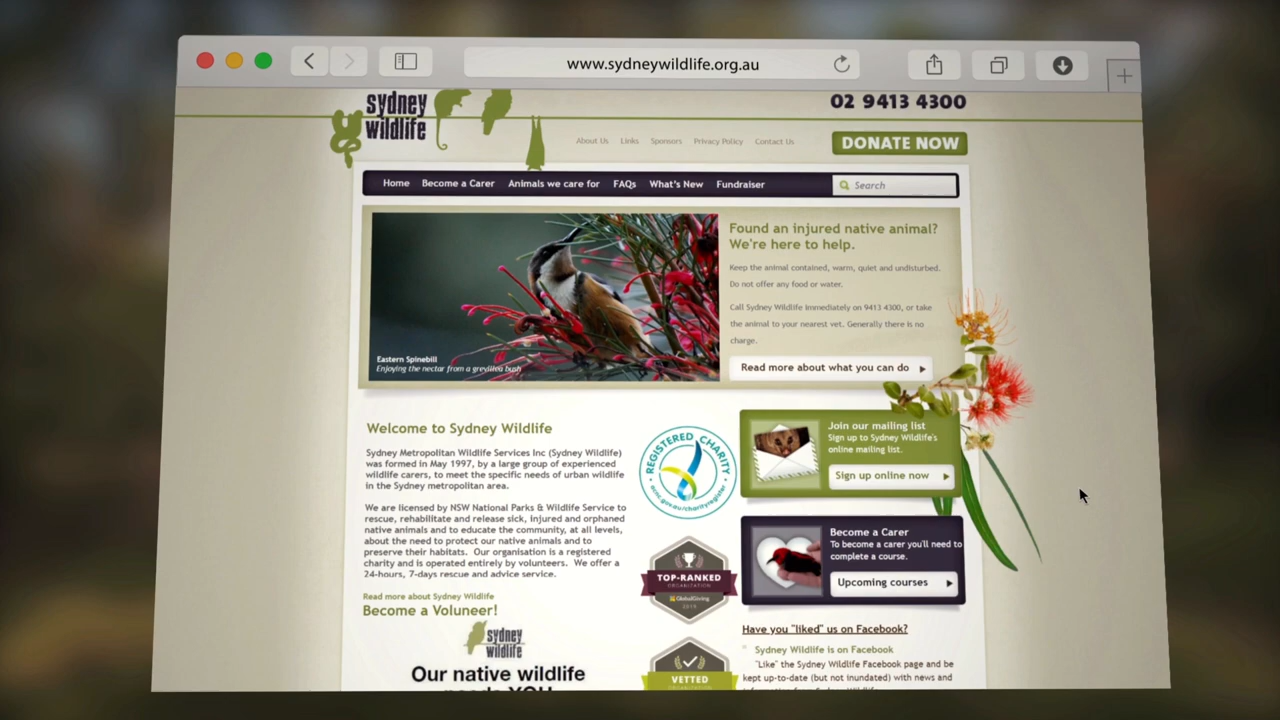 www.sydneywildlife.org.au
sydney
wildlife
02 9413 4300
About Us Links Sponsors Privacy Policy Contact Us
DONATE NOW
Home Become a Carer Animals we care for FAQs What's New Fundraiser
Search
Found an injured native animal?
We're here to help.
Keep the animal contained, warm, quiet and undisturbed.
Do not offer any food or water.
Call Sydney Wildlife immediately on 9413 4300, or take
the animal to your nearest vet. Generally there is no
charge.
Read more about what you can do
Eastern Spinebill
Enjoying the nectar from a grevillea bush
Welcome to Sydney Wildlife
Sydney Metropolitan Wildlife Services Inc (Sydney Wildlife)
was formed in May 1997, by a large group of experienced
wildlife carers, to meet the specific needs of urban wildlife
in the Sydney metropolitan area.
We are licensed by NSW National Parks & Wildlife Service to
rescue, rehabilitate and release sick, injured and orphaned
native animals and to educate the community, at all levels,
about the need to protect our native animals and to
preserve their habitats. Our organisation is a registered
charity and is operated entirely by volunteers. We offer a
24-hours, 7-days rescue and advice service.
Read more about Sydney Wildlife
Become a Voluneer!
sydney
wildlife
Our native wildlife
needs YOU
REGISTERED CHARITY
acnc.gov.au/charityregister
TOP-RANKED
ORGANIZATION
GlobalGiving
2019
VETTED
ORGANIZATION
Join our mailing list
Sign up to Sydney Wildlife's
online mailing list.
Sign up online now
Become a Carer
To become a carer you'll need to
complete a course.
Upcoming courses
Have you "liked" us on Facebook?
Sydney Wildlife is on Facebook
"Like" the Sydney Wildlife Facebook page and be
kept up-to-date (but not inundated) with news and